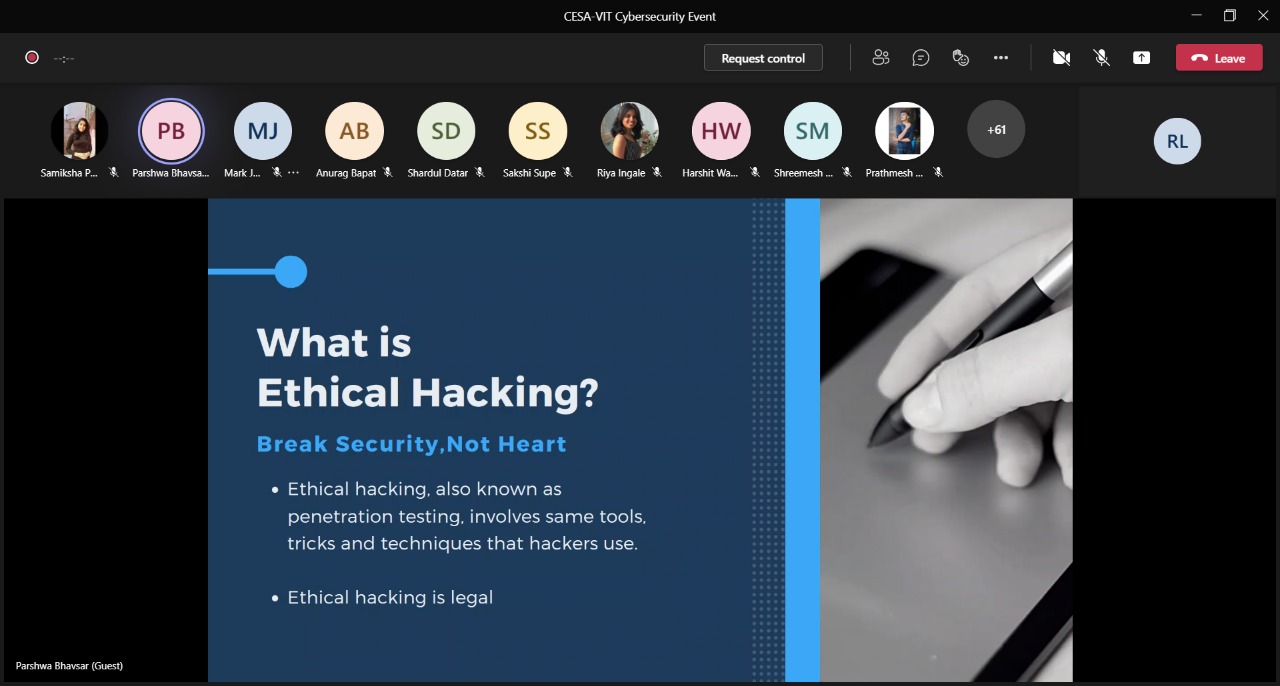 CESA-VIT Cybersecurity Event
--:--
Request control
Leave
PB
MJ
AB
SD
SS
HW
SM
+61
RL
Samiksha P...
Parshwa Bhavsa...
Mark J...
Anurag Bapat
Shardul Datar
Sakshi Supe
Riya Ingale
Harshit Wa...
Shreemesh ...
Prathmesh ...
What is
Ethical Hacking?
Break Security,Not Heart
• Ethical hacking, also known as
penetration testing, involves same tools,
tricks and techniques that hackers use.
• Ethical hacking is legal
Parshwa Bhavsar (Guest)